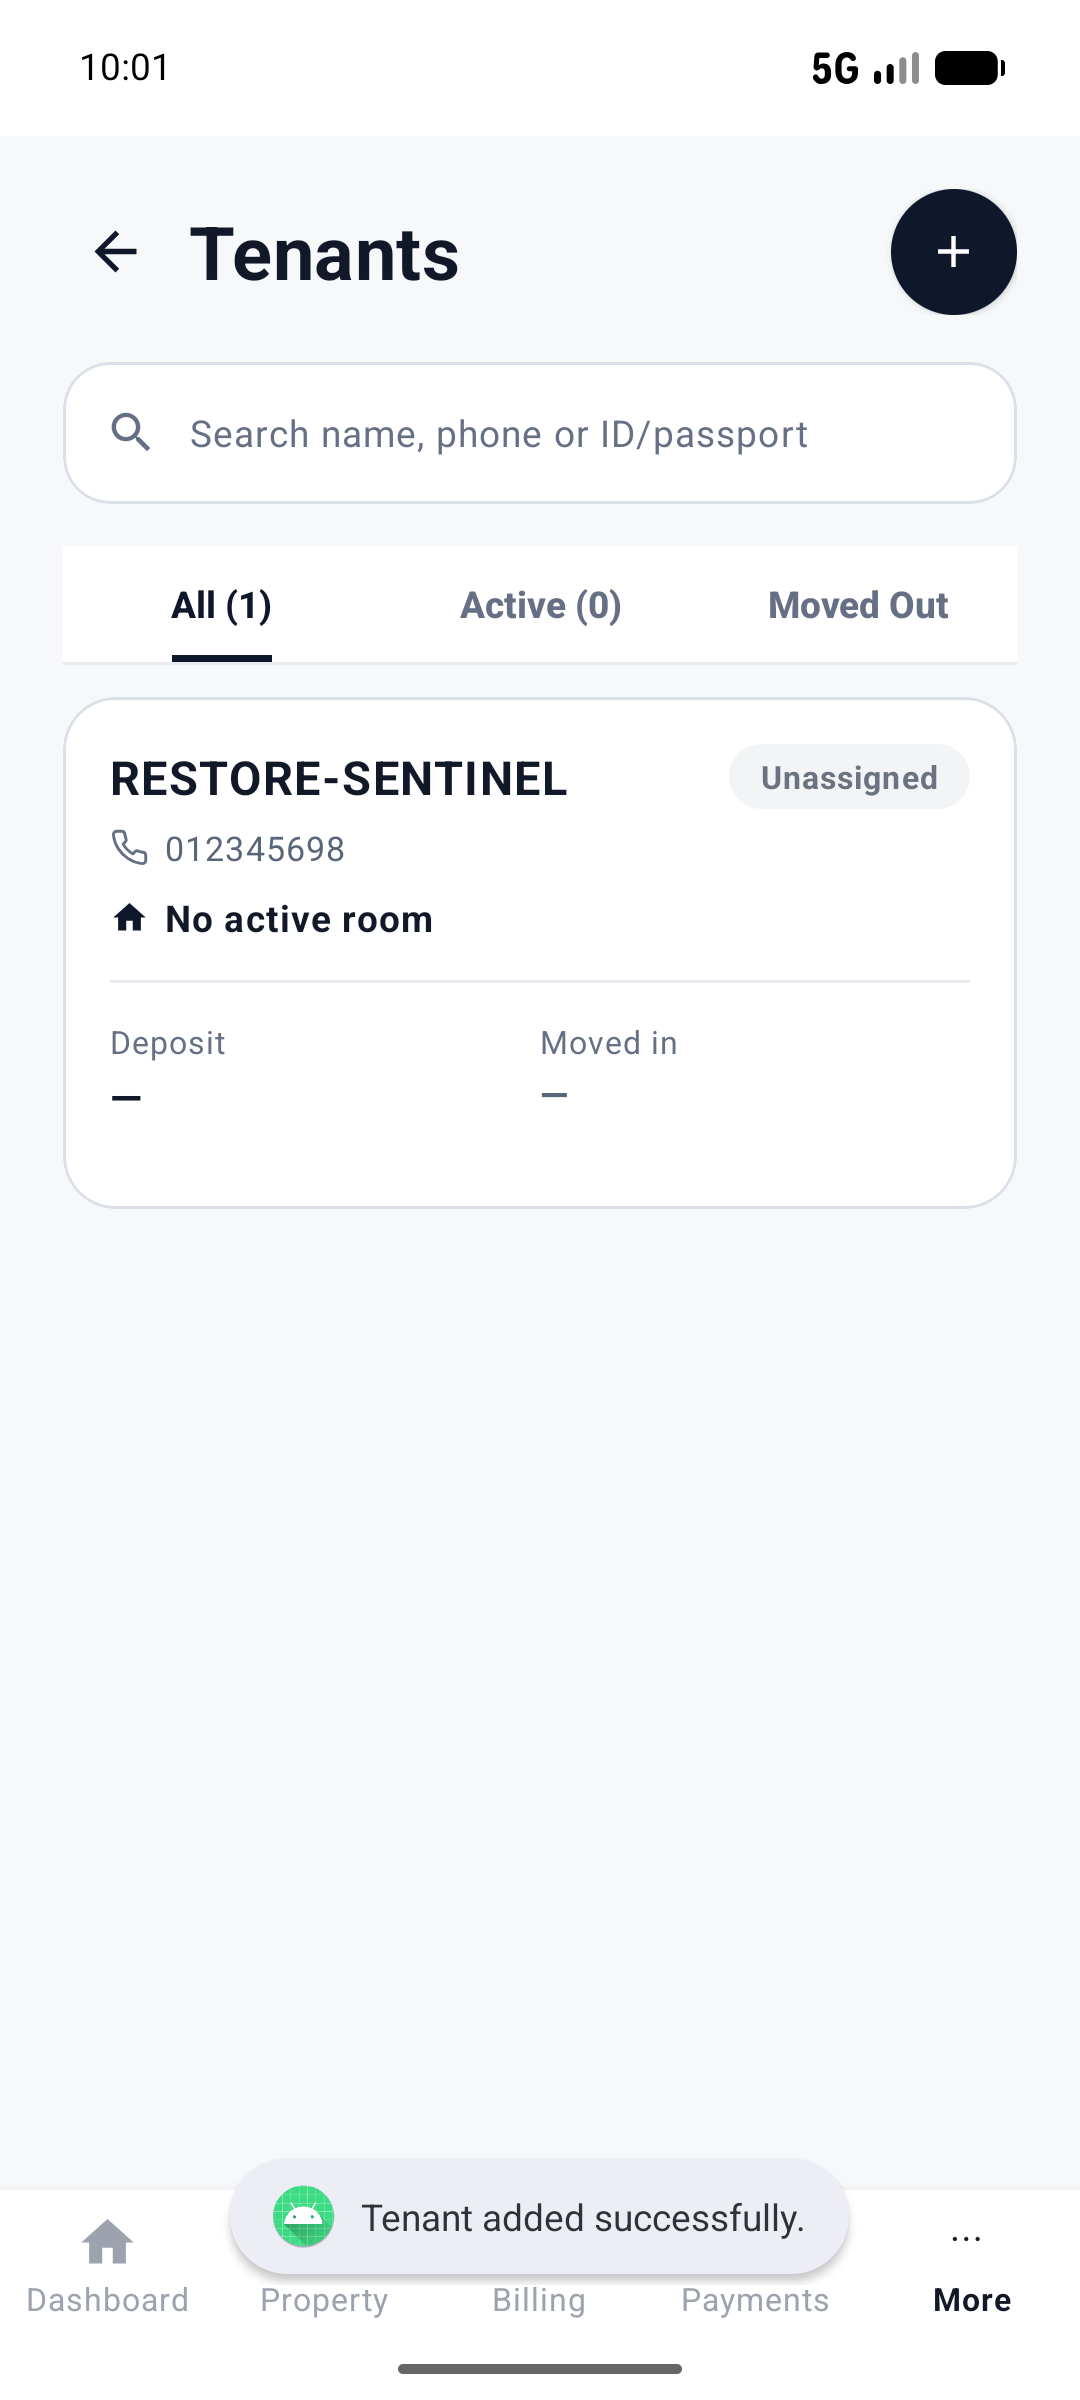 10:01 5G
Tenants
Search name, phone or ID/passport
All (1) Active (0) Moved Out
RESTORE-SENTINEL Unassigned
012345698
No active room
Deposit Moved in
– –
Tenant added successfully.
Dashboard Property Billing Payments More